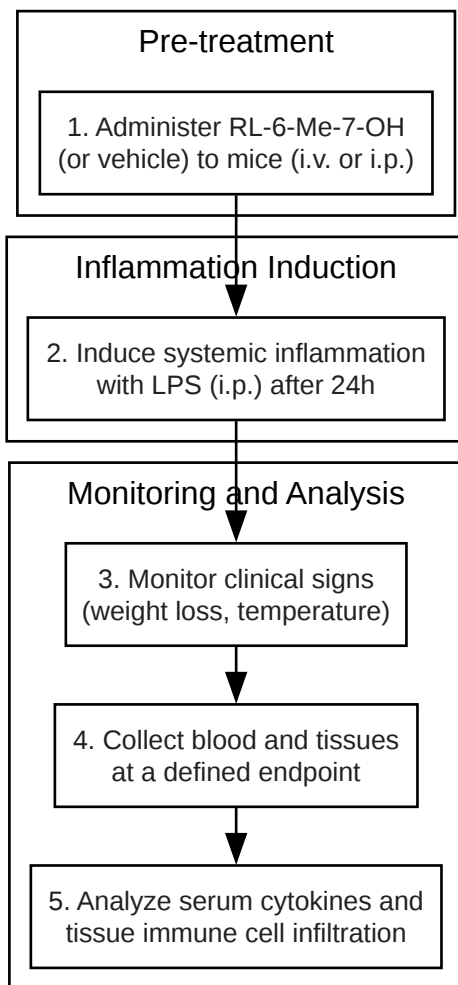 Pre-treatment
1. Administer RL-6-Me-7-OH
(or vehicle) to mice (i.v. or i.p.)
Inflammation Induction
2. Induce systemic inflammation
with LPS (i.p.) after 24h
Monitoring and Analysis
3. Monitor clinical signs
(weight loss, temperature)
4. Collect blood and tissues
at a defined endpoint
5. Analyze serum cytokines and
tissue immune cell infiltration